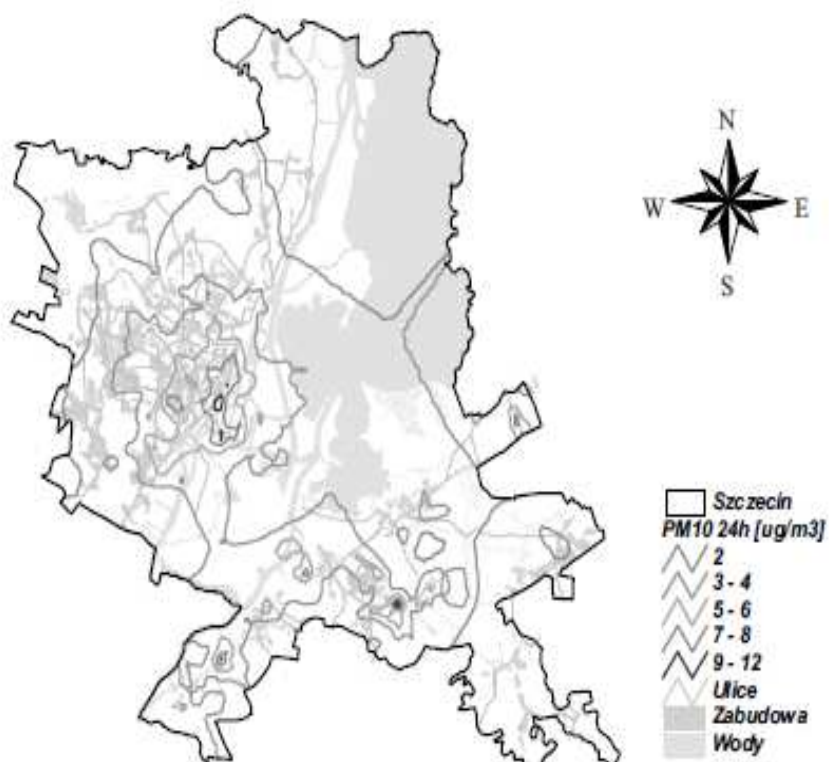 N
W E
S
Szczecin
PM10 24h [ug/m3]
2
3 - 4
5 - 6
7 - 8
9 - 12
Ulice
Zabudowa
Wody